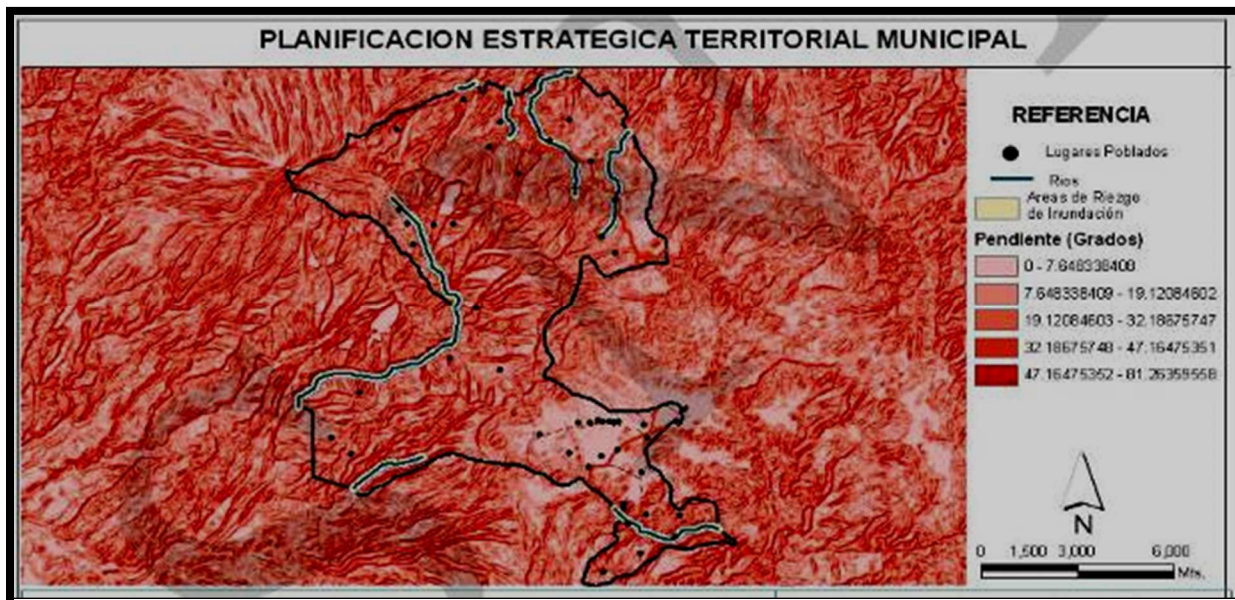 PLANIFICACION ESTRATEGICA TERRITORIAL MUNICIPAL
REFERENCIA
Lugares Poblados
Rios
Areas de Riezgo
de Inundación
Pendiente (Grados)
0 - 7.648338408
7.648338409 - 19.12084602
19.12084603 - 32.18675747
32.18675748 - 47.16475351
47.16475352 - 81.26359558
N
0 1,500 3,000 6,000
Mts.